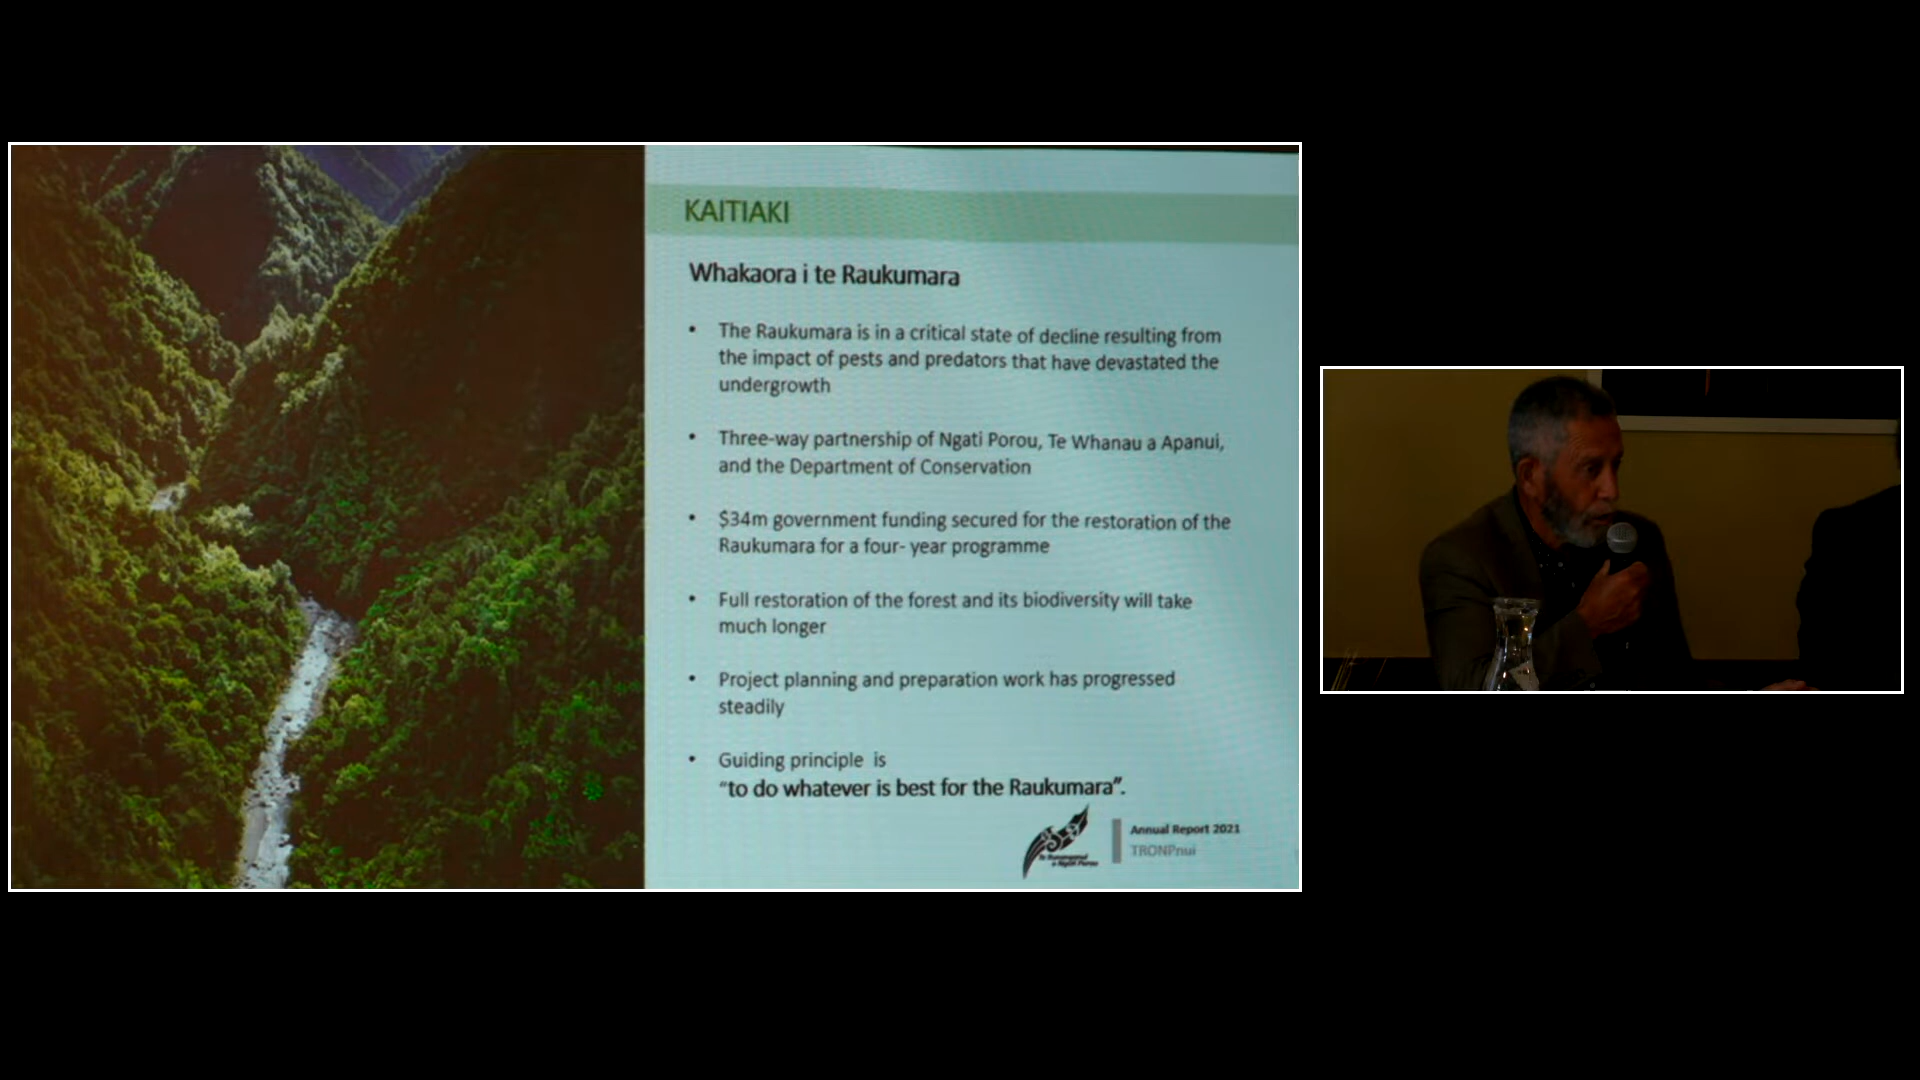 KAITIAKI
Whakaora i te Raukumara
• The Raukumara is in a critical state of decline resulting from
the impact of pests and predators that have devastated the
undergrowth
• Three-way partnership of Ngati Porou, Te Whanau a Apanui,
and the Department of Conservation
• $34m government funding secured for the restoration of the
Raukumara for a four- year programme
• Full restoration of the forest and its biodiversity will take
much longer
• Project planning and preparation work has progressed
steadily
• Guiding principle is
“to do whatever is best for the Raukumara”.
Te Runanganui
o Ngati Porou
Annual Report 2021
TRONPnui